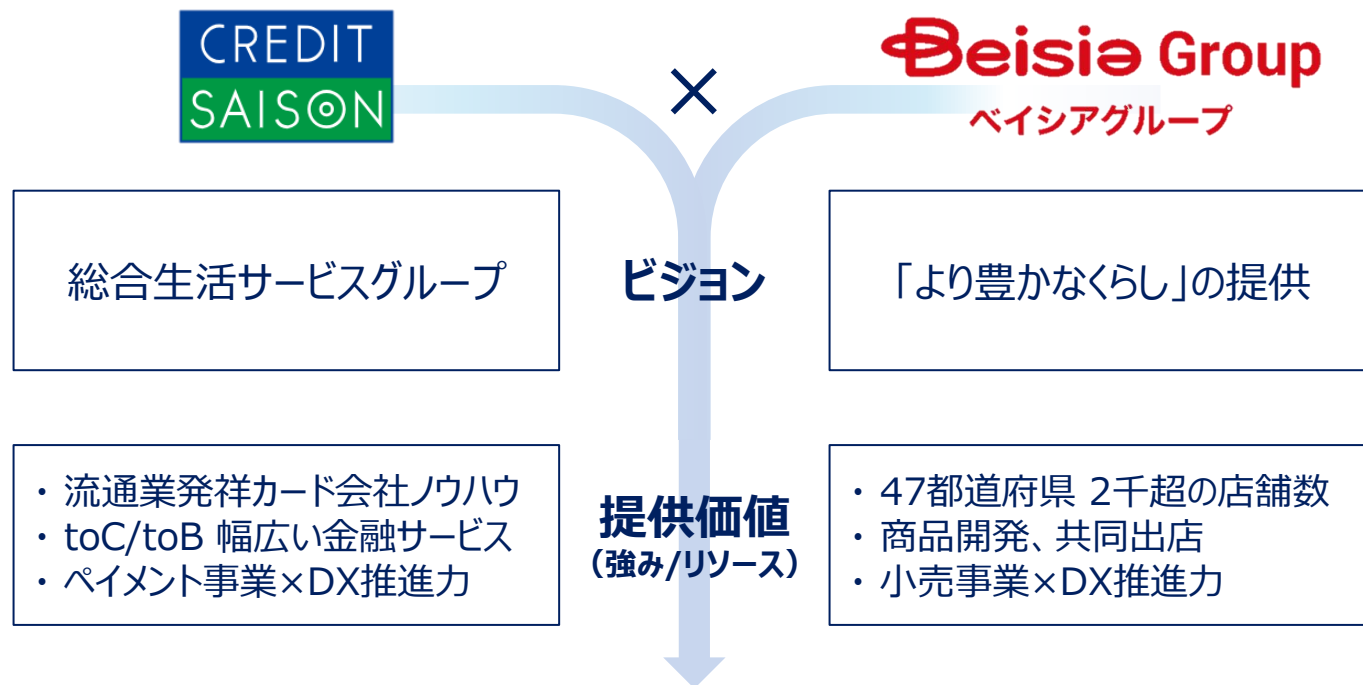 CREDIT
SAISON
×
Beisia Group
ベイシアグループ
総合生活サービスグループ
ビジョン
「より豊かなくらし」の提供
・ 流通業発祥カード会社ノウハウ
・ toC/toB 幅広い金融サービス
・ ペイメント事業×DX推進力
提供価値
（強み/リソース）
・ 47都道府県 2千超の店舗数
・ 商品開発、共同出店
・ 小売事業×DX推進力